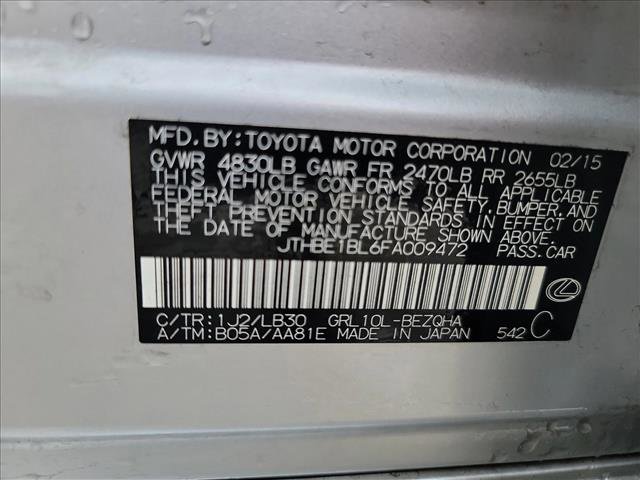 MFD. BY: TOYOTA MOTOR CORPORATION 02/15
GVWR 4830LB GAWR FR 2470LB RR 2655LB
THIS VEHICLE CONFORMS TO ALL APPLICABLE
FEDERAL MOTOR VEHICLE SAFETY, BUMPER, AND
THEFT PREVENTION STANDARDS IN EFFECT ON
THE DATE OF MANUFACTURE SHOWN ABOVE.
JTHBE1BL6FA009472 PASS. CAR
C/TR: 1J2/LB30 GRL10L-BEZQHA
A/TM: B05A/AA81E MADE IN JAPAN 542 C